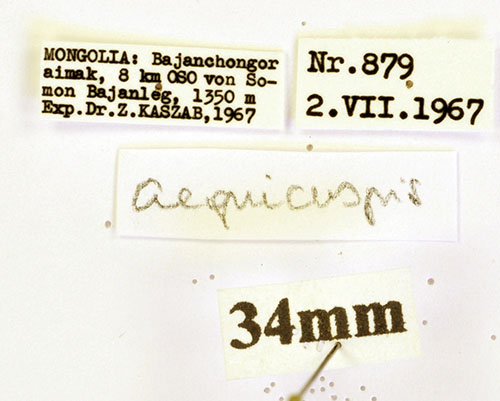 MONGOLIA: Bajanchongor
aimak, 8 km OSO von So-
mon Bajanleg, 1350 m
Exp.Dr.Z.KASZAB,1967
Nr.879
2.VII.1967
aequicuspis
34mm